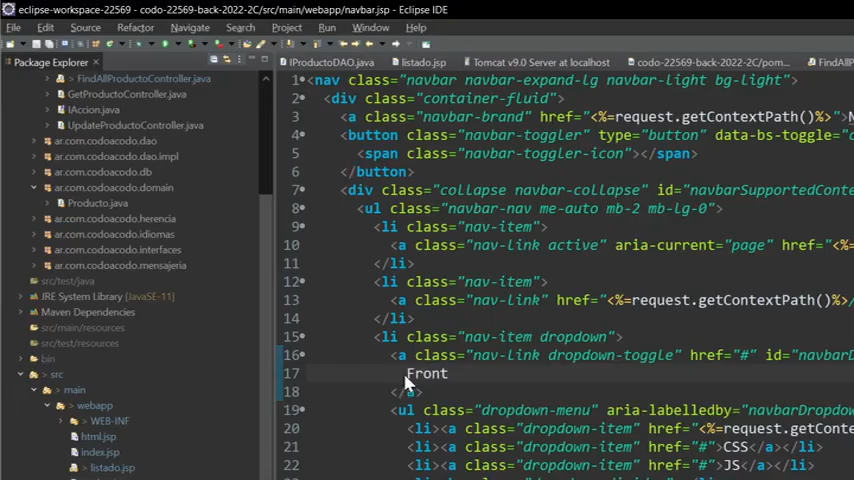 eclipse-workspace-22569 - codo-22569-back-2022-2C/src/main/webapp/navbar.jsp - Eclipse IDE
File Edit Source Refactor Navigate Search Project Run Window Help
Package Explorer
IProductoDAO.java listado.jsp Tomcat v9.0 Server at localhost codo-22569-back-2022-2C/pom... FindAll
FindAllProductoController.java
GetProductoController.java
IAccion.java
UpdateProductoController.java
ar.com.codoacodo.dao
ar.com.codoacodo.dao.impl
ar.com.codoacodo.db
ar.com.codoacodo.domain
Producto.java
ar.com.codoacodo.herencia
ar.com.codoacodo.idiomas
ar.com.codoacodo.interfaces
ar.com.codoacodo.mensajeria
src/test/java
JRE System Library [JavaSE-11]
Maven Dependencies
src/main/resources
src/test/resources
bin
src
main
webapp
WEB-INF
html.jsp
index.jsp
listado.jsp
1 <nav class="navbar navbar-expand-lg navbar-light bg-light">
2 <div class="container-fluid">
3 <a class="navbar-brand" href="<%=request.getContextPath()%>">
4 <button class="navbar-toggler" type="button" data-bs-toggle="
5 <span class="navbar-toggler-icon"></span>
6 </button>
7 <div class="collapse navbar-collapse" id="navbarSupportedConte
8 <ul class="navbar-nav me-auto mb-2 mb-lg-0">
9 <li class="nav-item">
10 <a class="nav-link active" aria-current="page" href="<%=
11 </li>
12 <li class="nav-item">
13 <a class="nav-link" href="<%=request.getContextPath()%>/
14 </li>
15 <li class="nav-item dropdown">
16 <a class="nav-link dropdown-toggle" href="#" id="navbarD
17 Front
18 </a>
19 <ul class="dropdown-menu" aria-labelledby="navbarDropdow
20 <li><a class="dropdown-item" href="<%=request.getConte
21 <li><a class="dropdown-item" href="#">CSS</a></li>
22 <li><a class="dropdown-item" href="#">JS</a></li>